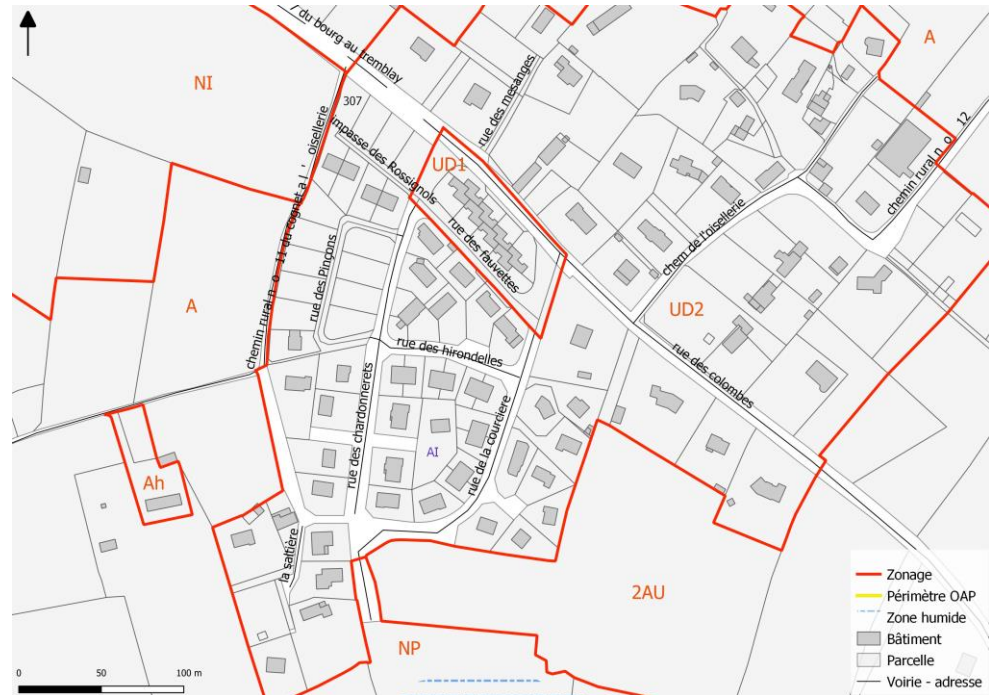 du bourg au tremblay
A
NI
307
impasse des Rossignols
rue des mesanges
UD1
chemin rural n o 12
chemin rural n o 11 du cognet a l ' oisellerie
rue des fauvettes
chem de l'oisellerie
rue des Pinçons
A
UD2
rue des hirondelles
rue des colombes
rue des chardonnerets
rue de la courciere
AI
Ah
la saltière
2AU
NP
Zonage
Périmètre OAP
Zone humide
Bâtiment
Parcelle
Voirie - adresse
0 50 100 m